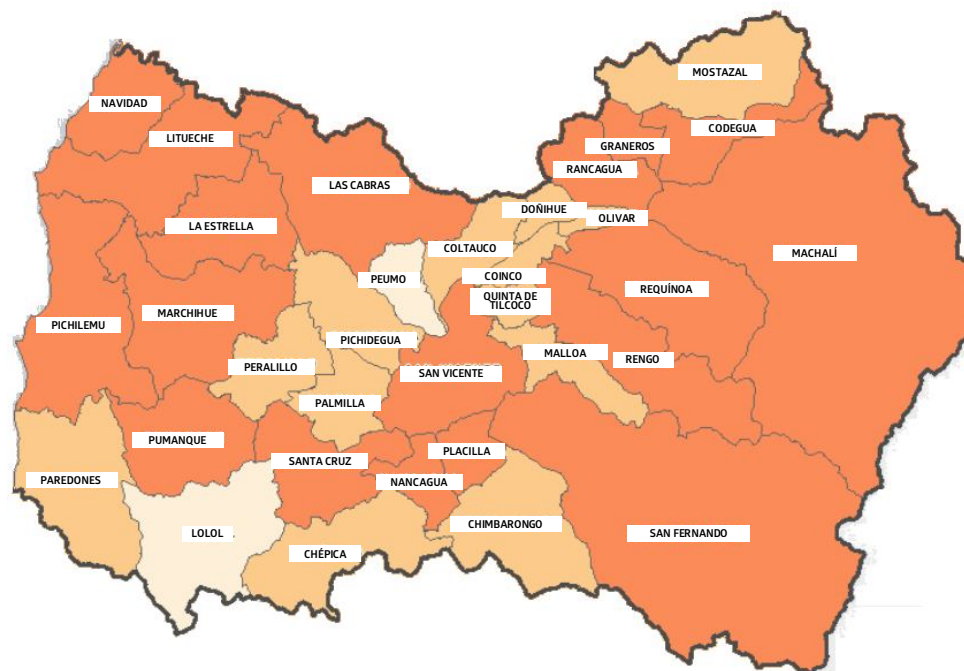 MOSTAZAL
NAVIDAD
CODEGUA
LITUECHE
GRANEROS
RANCAGUA
LAS CABRAS
DOÑIHUE
OLIVAR
LA ESTRELLA
COLTAUCO
MACHALÍ
PEUMO
COINCO
REQUÍNOA
QUINTA DE
TILCOCO
MARCHIHUE
PICHILEMU
PICHIDEGUA
MALLOA
RENGO
PERALILLO
SAN VICENTE
PALMILLA
PUMANQUE
PLACILLA
SANTA CRUZ
PAREDONES
NANCAGUA
CHIMBARONGO
LOLOL
SAN FERNANDO
CHÉPICA